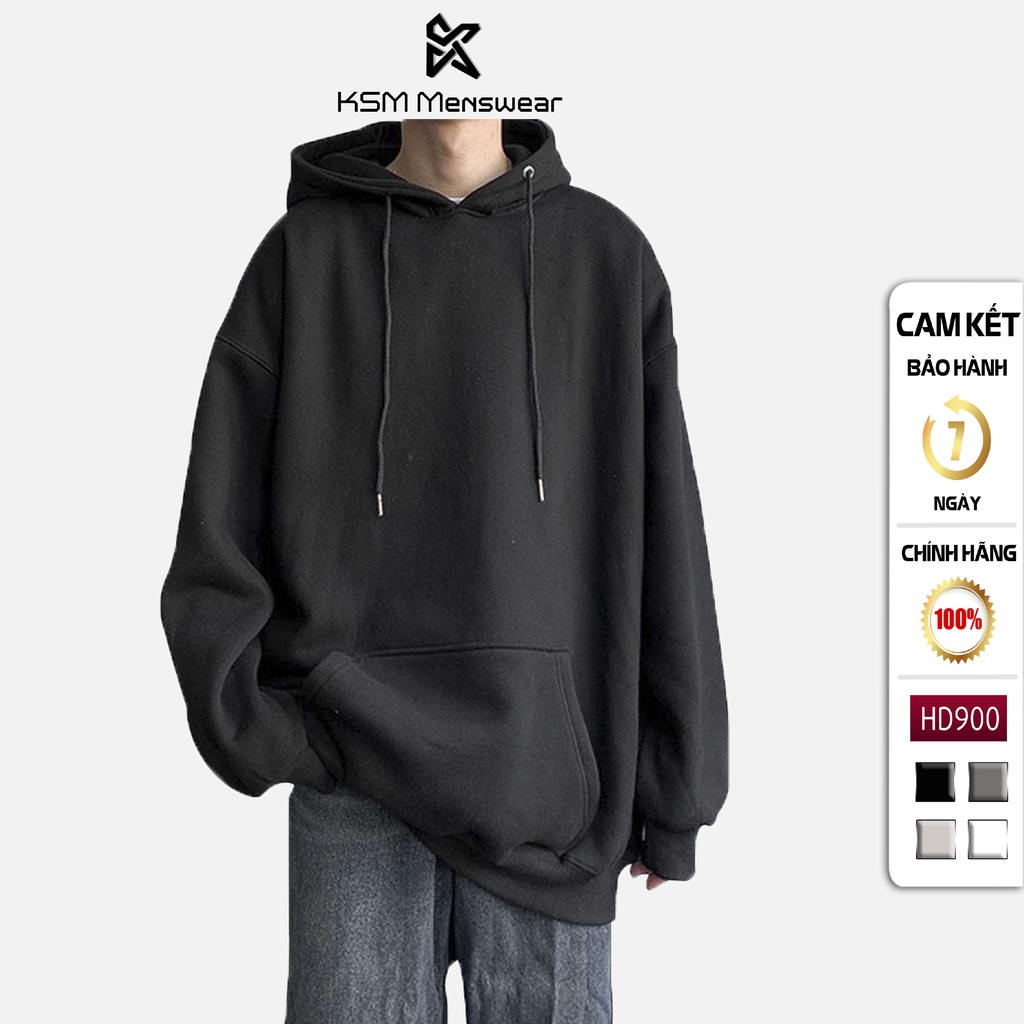 KSM Menswear
CAM KẾT
BẢO HÀNH
7
NGÀY
CHÍNH HÃNG
100%
HD900